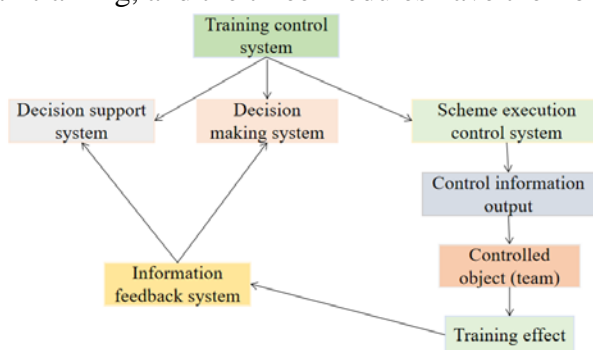 Training control
system
Decision support
system
Decision
making system
Scheme execution
control system
Control information
output
Controlled
object (team)
Information
feedback system
Training effect